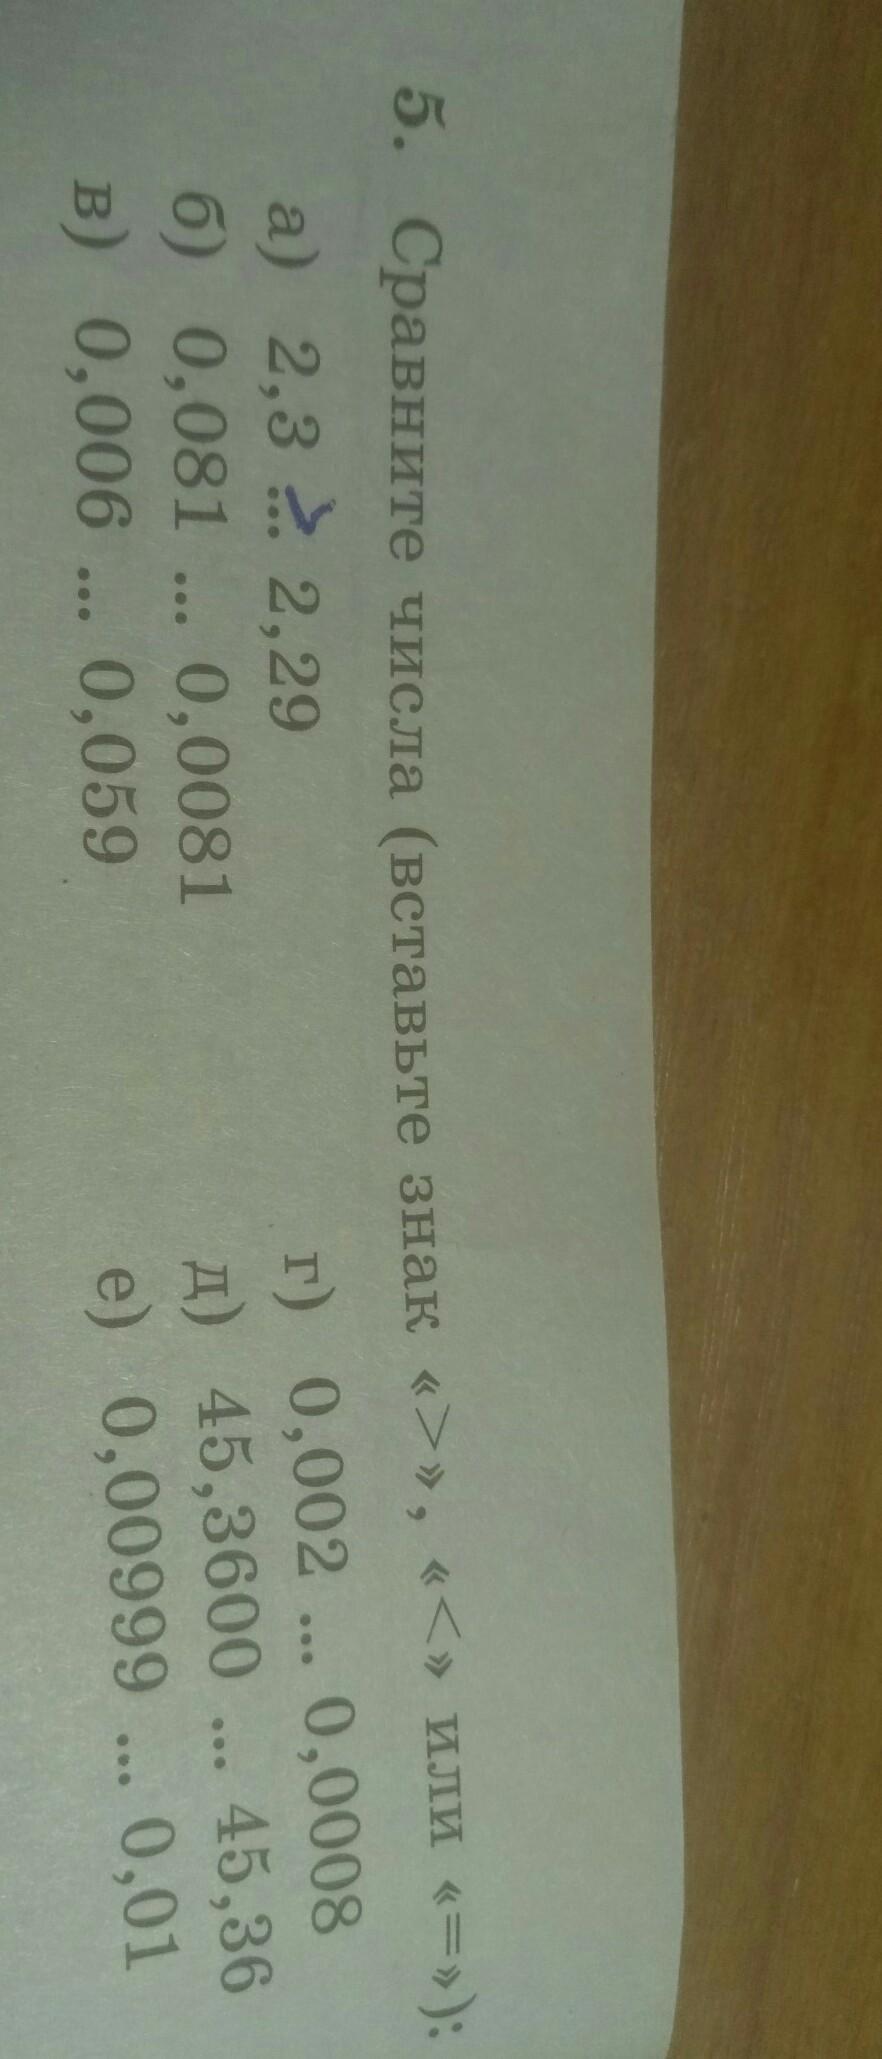 5. Сравните числа (вставьте знак «>», «<» или «=»):
а) 2,3 ... > 2,29
г) 0,002 ... 0,0008
б) 0,081 ... 0,0081
д) 45,3600 ... 45,36
в) 0,006 ... 0,059
е) 0,00999 ... 0,01